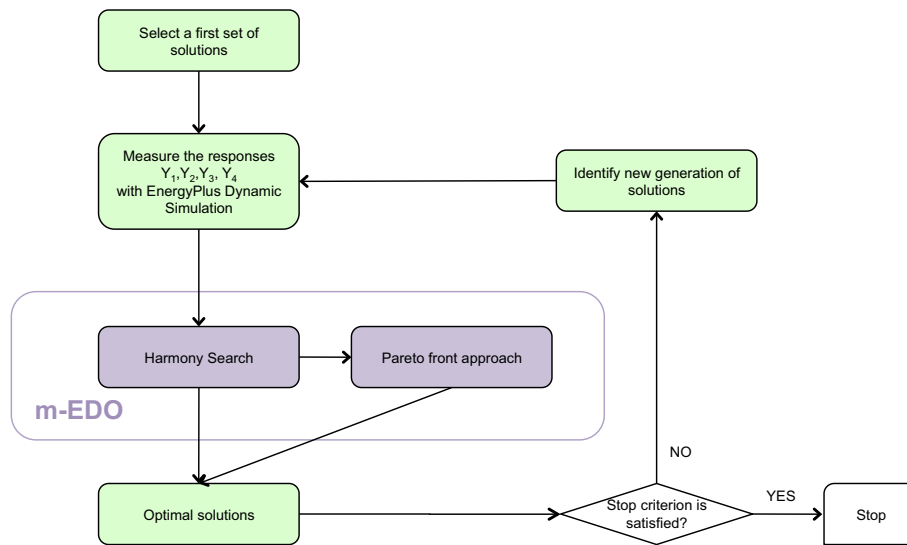 Select a first set of
solutions
Measure the responses
Y₁,Y₂,Y₃, Y₄
with EnergyPlus Dynamic
Simulation
Identify new generation of
solutions
Harmony Search
Pareto front approach
m-EDO
NO
Optimal solutions
Stop criterion is
satisfied?
YES
Stop